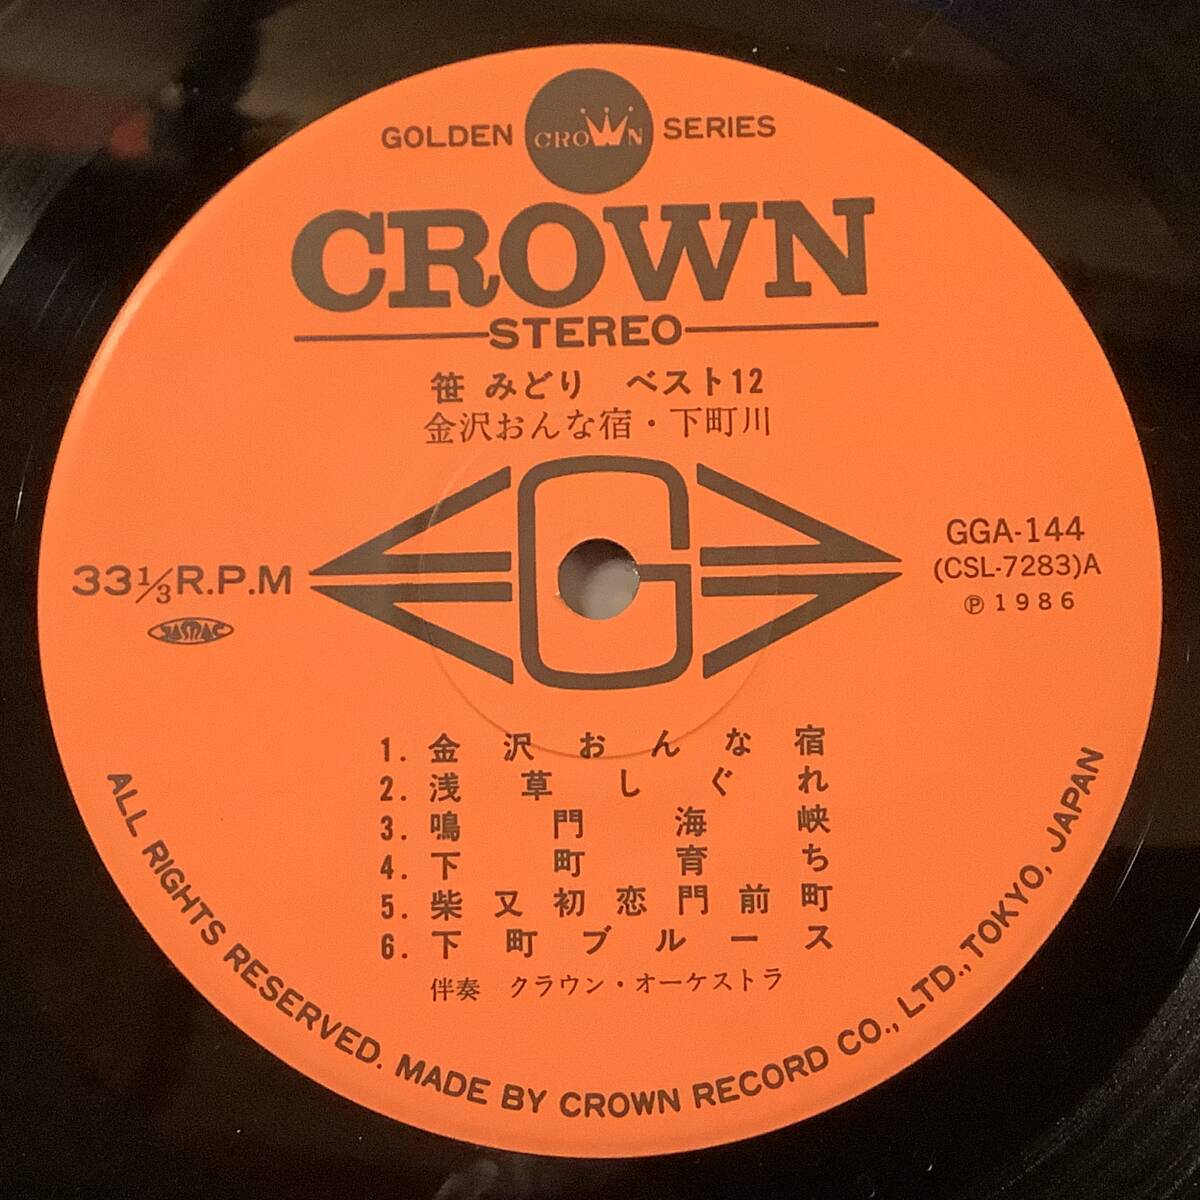 GOLDEN CROWN SERIES
CROWN
STEREO
笹 みどり ベスト12
金沢おんな宿・下町川
G
33⅓R.P.M
JASRAC
GGA-144
(CSL-7283)A
Ⓟ1986
1. 金沢おんな宿
2. 浅草しぐれ
3. 鳴門海峡
4. 下町育ち
5. 柴又初恋門前町
6. 下町ブルース
伴奏 クラウン・オーケストラ
ALL RIGHTS RESERVED. MADE BY CROWN RECORD CO., LTD., TOKYO, JAPAN